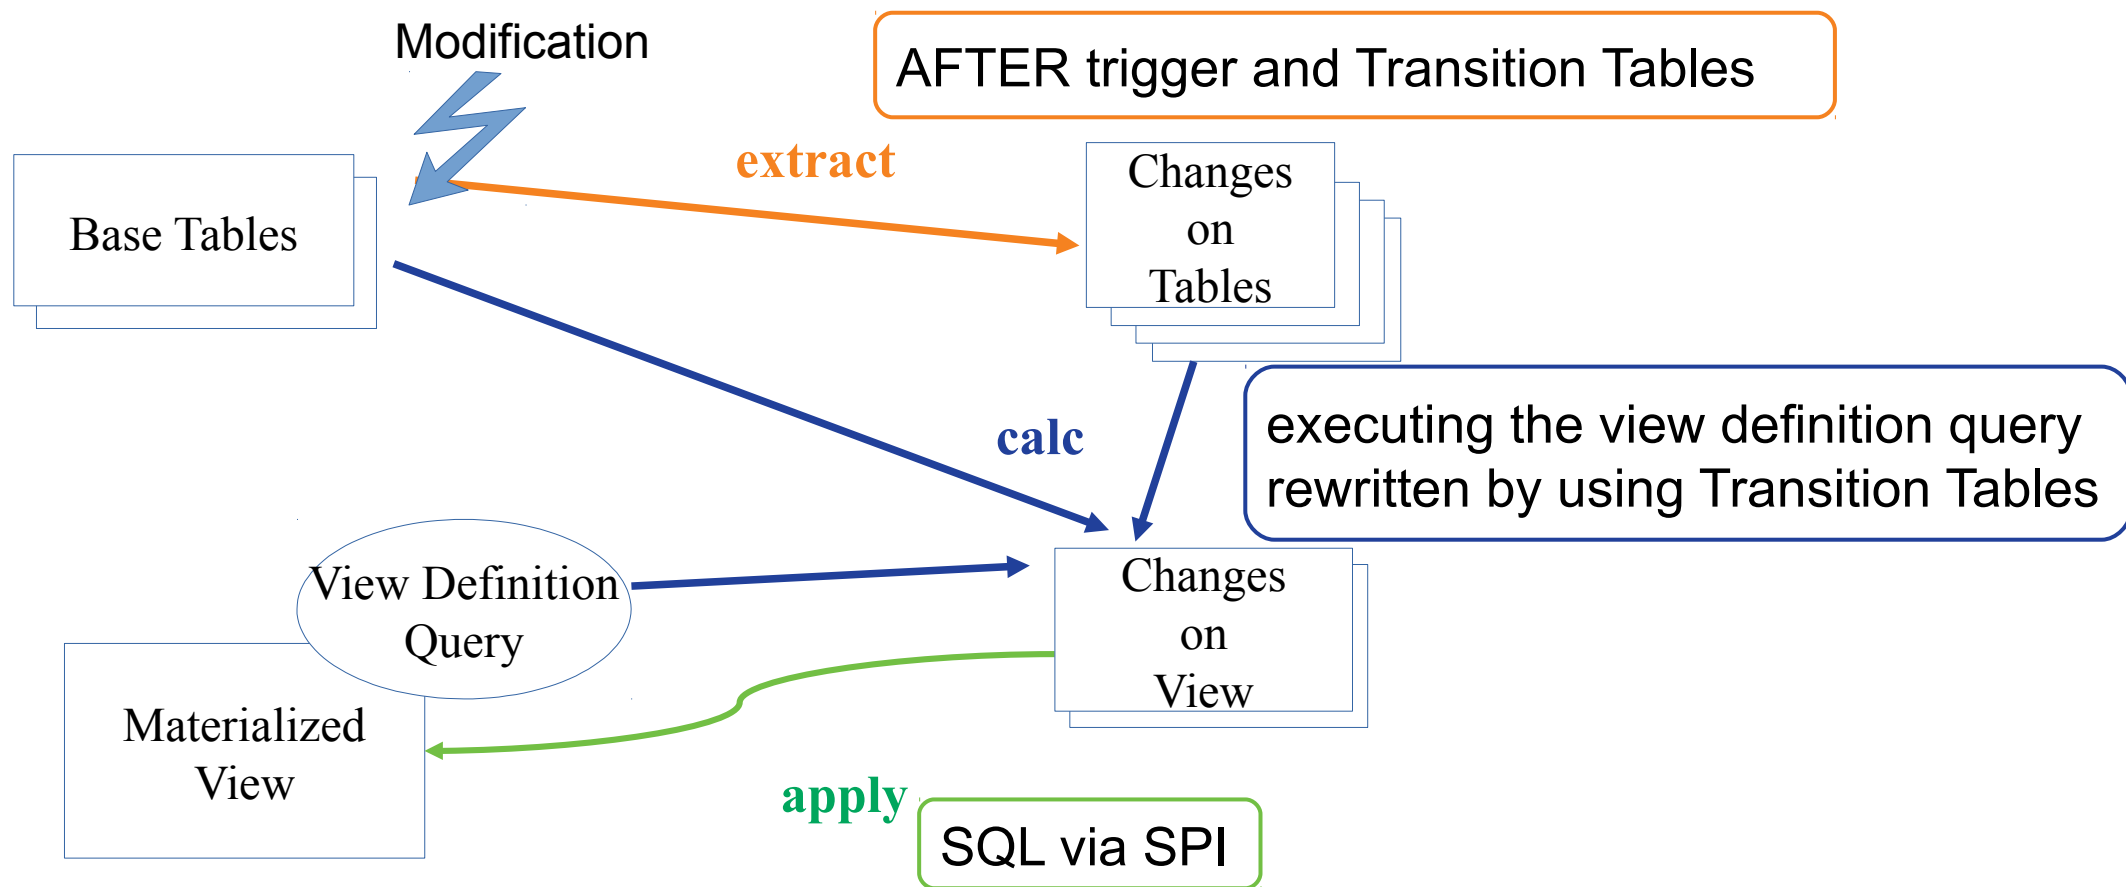 Modification
AFTER trigger and Transition Tables
extract
Changes
on
Tables
Base Tables
calc
executing the view definition query
rewritten by using Transition Tables
View Definition
Query
Changes
on
View
Materialized
View
apply
SQL via SPI